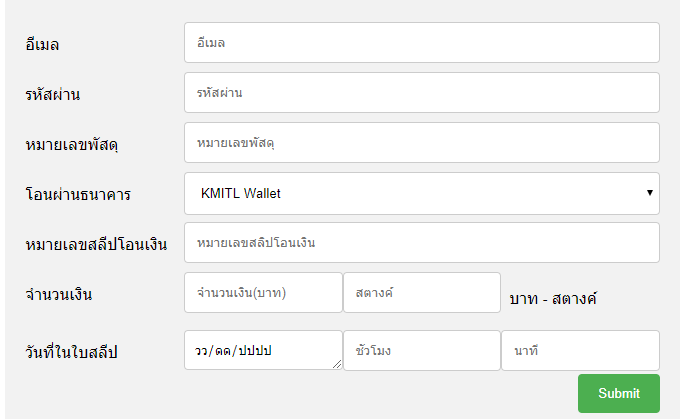 อีเมล อีเมล
รหัสผ่าน รหัสผ่าน
หมายเลขพัสดุ หมายเลขพัสดุ
โอนผ่านธนาคาร KMITL Wallet
หมายเลขสลีปโอนเงิน หมายเลขสลิปโอนเงิน
จำนวนเงิน จำนวนเงิน(บาท) สตางค์ บาท - สตางค์
วันที่ในใบสลีป วว/ดด/ปปปป ชั่วโมง นาที
Submit